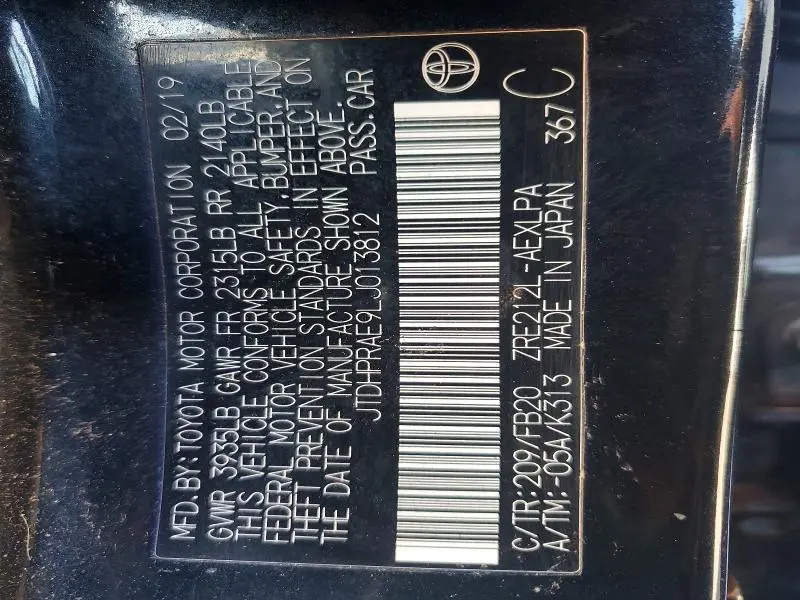 MFD.BY:TOYOTA MOTOR CORPORATION 02/19
GVWR 3935LB GAWR FR 2315LB RR 2140LB
THIS VEHICLE CONFORMS TO ALL APPLICABLE
FEDERAL MOTOR VEHICLE SAFETY, BUMPER, AND
THEFT PREVENTION STANDARDS IN EFFECT ON
THE DATE OF MANUFACTURE SHOWN ABOVE.
JTDHPRAE9LJ013812 PASS.CAR
C/TR:209/FB20 ZRE212L-AEXLPA
A/TM:-05A/K313 MADE IN JAPAN 367 C